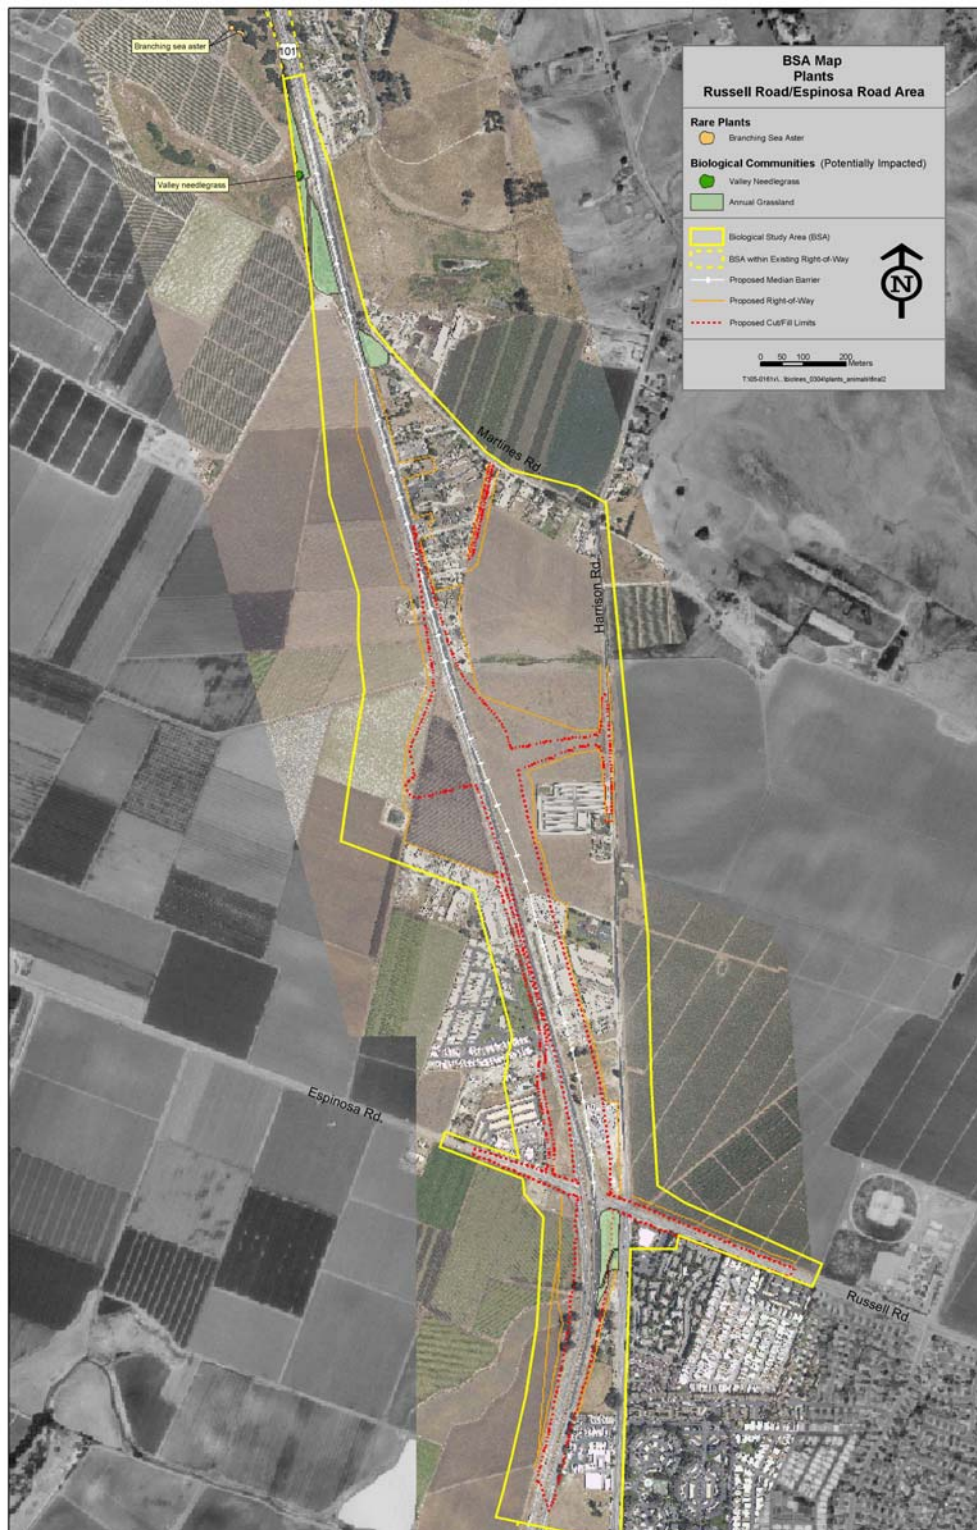 Branching sea aster
101
BSA Map
Plants
Russell Road/Espinosa Road Area
Rare Plants
Branching Sea Aster
Biological Communities (Potentially Impacted)
Valley Needlegrass
Annual Grassland
Biological Study Area (BSA)
BSA within Existing Right-of-Way
Proposed Median Barrier
Proposed Right-of-Way
Proposed Cut/Fill Limits
N
0 50 100 200
Meters
Valley needlegrass
Martines Rd.
Harrison Rd.
Espinosa Rd.
Russell Rd.